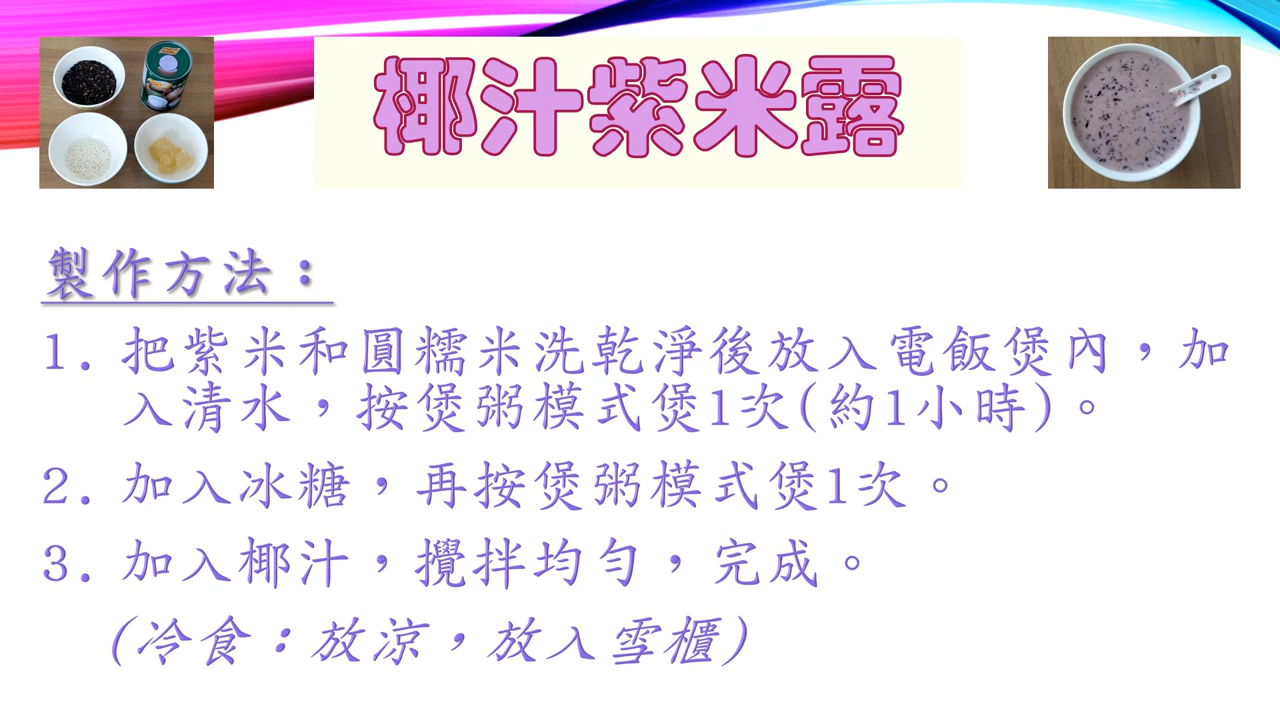 椰汁紫米露
製作方法：
1. 把紫米和圓糯米洗乾淨後放入電飯煲內，加
入清水，按煲粥模式煲1次(約1小時)。
2. 加入冰糖，再按煲粥模式煲1次。
3. 加入椰汁，攪拌均勻，完成。
(冷食：放涼，放入雪櫃)